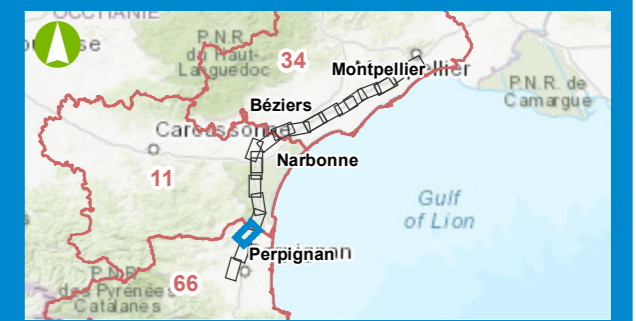 OCCITANIE
P.N.R.
du Haut-
Languedoc
34
Montpellier
P.N.R. de
Camargue
Béziers
Carcassonne
Narbonne
11
Gulf
of Lion
Perpignan
66
P.N.R.
des Pyrénées
Catalanes